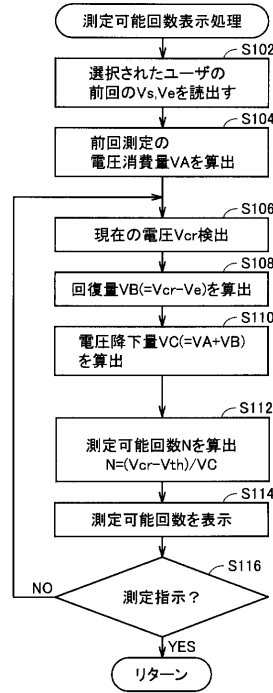 測定可能回数表示処理
S102
選択されたユーザの
前回のVs,Veを読出す
S104
前回測定の
電圧消費量VAを算出
S106
現在の電圧Vcr検出
S108
回復量VB(=Vcr-Ve)を算出
S110
電圧降下量VC(=VA+VB)
を算出
S112
測定可能回数Nを算出
N=(Vcr-Vth)/VC
S114
測定可能回数を表示
S116
測定指示?
NO
YES
リターン